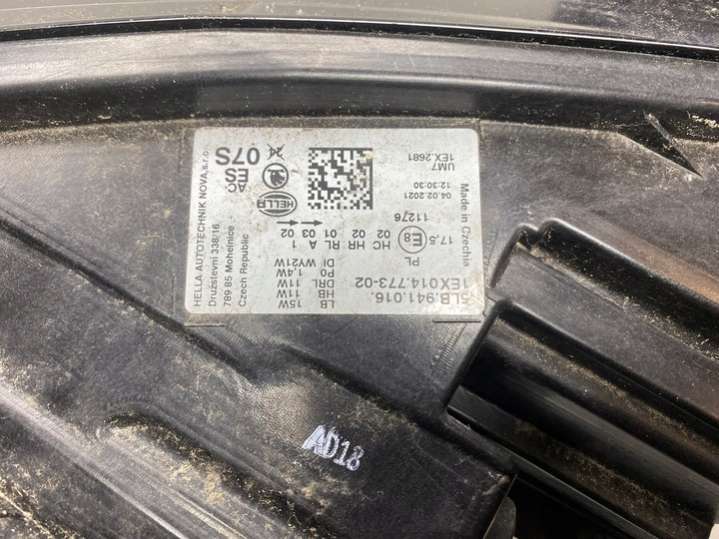 5LB.941.016.
1EX014.773-02
PL
LB 15W
HB 11W
DRL 11W
PO 1,4W
DI WY21W
HC HR RL A 1
02 02 01 03 02
17,5 E8
11276
Made in Czechia
04.02.2021
12:30:30
UM7
1EX.2681
HELLA
AC
ES
07S
HELLA AUTOTECHNIK NOVA, s.r.o.
Družstevní 338/16
789 85 Mohelnice
Czech Republic
AD18